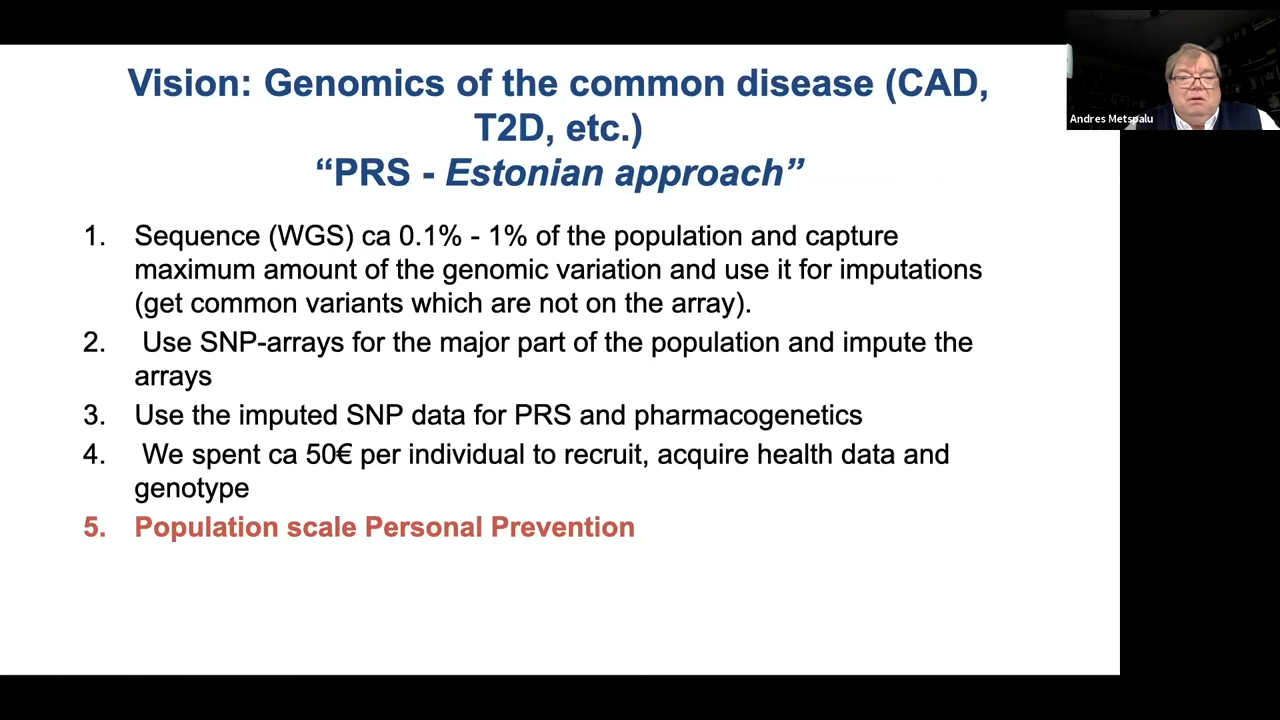 Vision: Genomics of the common disease (CAD,
T2D, etc.)
“PRS - Estonian approach”
1. Sequence (WGS) ca 0.1% - 1% of the population and capture
maximum amount of the genomic variation and use it for imputations
(get common variants which are not on the array).
2. Use SNP-arrays for the major part of the population and impute the
arrays
3. Use the imputed SNP data for PRS and pharmacogenetics
4. We spent ca 50€ per individual to recruit, acquire health data and
genotype
5. Population scale Personal Prevention
Andres Metspalu